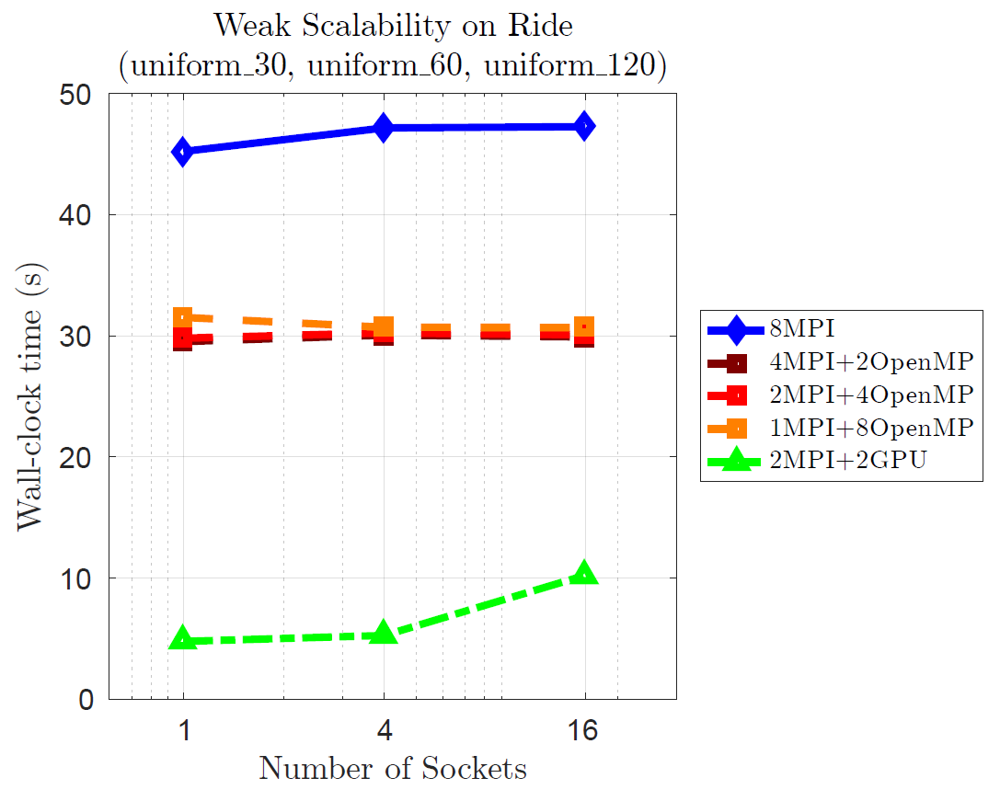 Weak Scalability on Ride
(uniform_30, uniform_60, uniform_120)
50
40
30
20
10
0
Wall-clock time (s)
1 4 16
Number of Sockets
8MPI
4MPI+2OpenMP
2MPI+4OpenMP
1MPI+8OpenMP
2MPI+2GPU